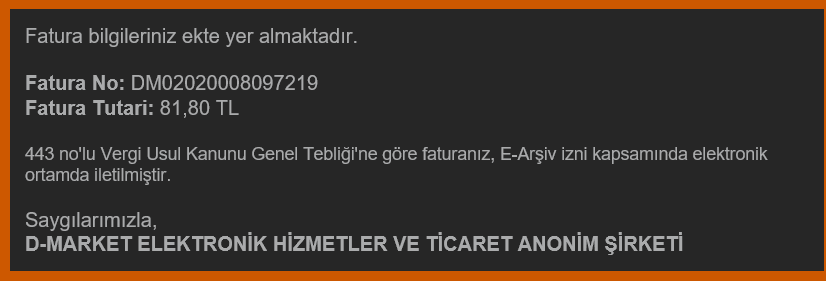 Fatura bilgileriniz ekte yer almaktadır.
Fatura No: DM02020008097219
Fatura Tutari: 81,80 TL
443 no'lu Vergi Usul Kanunu Genel Tebliği'ne göre faturanız, E-Arşiv izni kapsamında elektronik
ortamda iletilmiştir.
Saygılarımızla,
D-MARKET ELEKTRONİK HİZMETLER VE TİCARET ANONİM ŞİRKETİ